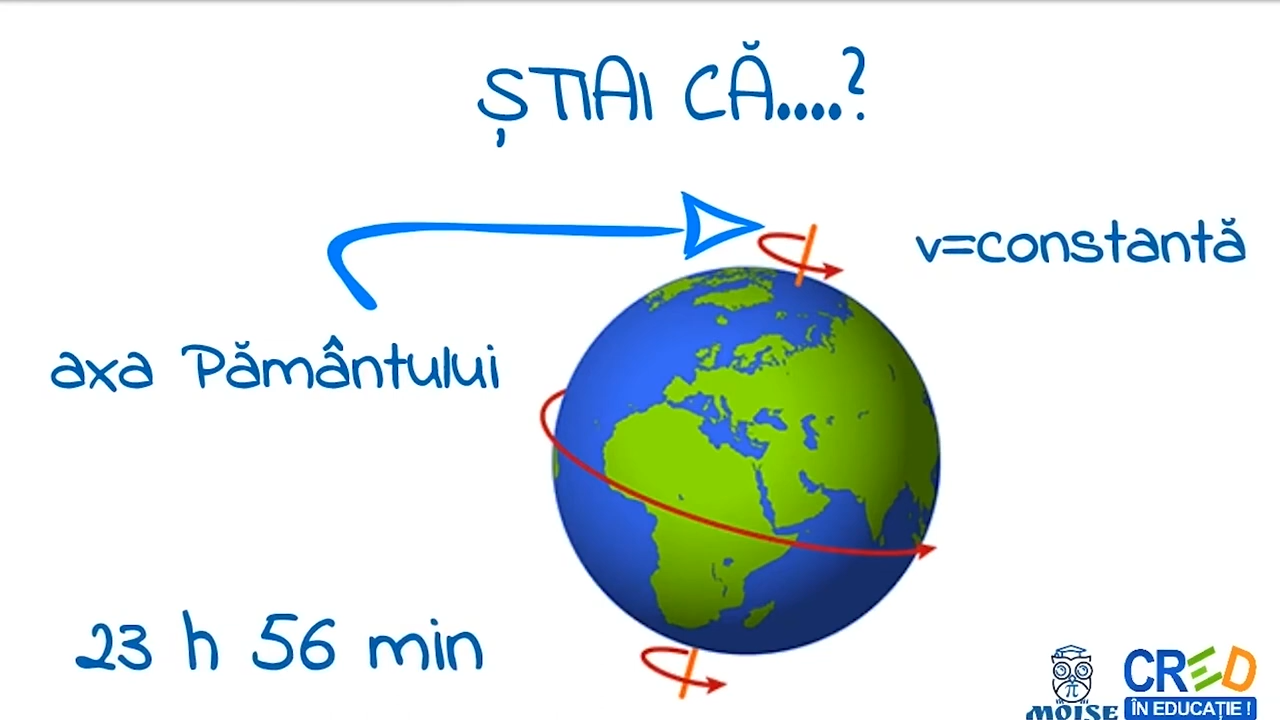 ȘTIAI CĂ....?
v=constantă
axa Pământului
23 h 56 min
π
MOISE
CRED
ÎN EDUCAȚIE !